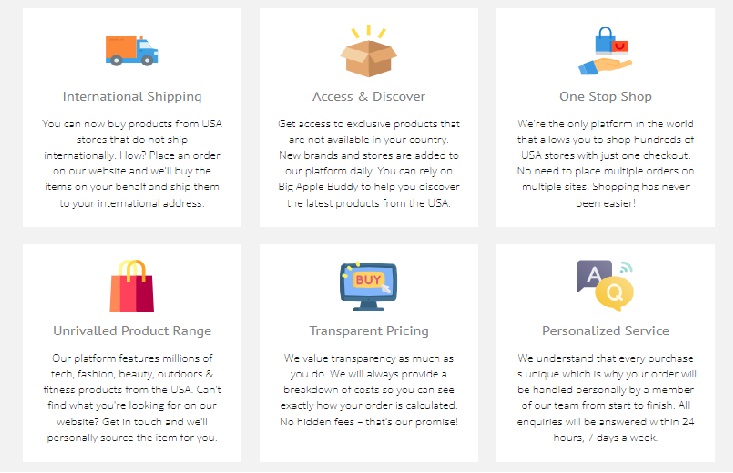 International Shipping
You can now buy products from USA
stores that do not ship
internationally. How? Place an order
on our website and we'll buy the
items on your behalf and ship them
to your international address.
Access & Discover
Get access to exclusive products that
are not available in your country.
New brands and stores are added to
our platform daily. You can rely on
Big Apple Buddy to help you discover
the latest products from the USA.
One Stop Shop
We're the only platform in the world
that allows you to shop hundreds of
USA stores with just one checkout.
No need to place multiple orders on
multiple sites. Shopping has never
been easier!
Unrivalled Product Range
Our platform features millions of
tech, fashion, beauty, outdoors &
fitness products from the USA. Can't
find what you're looking for on our
website? Get in touch and we'll
personally source the item for you.
BUY
Transparent Pricing
We value transparency as much as
you do. We will always provide a
breakdown of costs so you can see
exactly how your order is calculated.
No hidden fees – that's our promise!
A
Q
Personalized Service
We understand that every purchase
is unique which is why your order will
be handled personally by a member
of our team from start to finish. All
enquiries will be answered within 24
hours, 7 days a week.